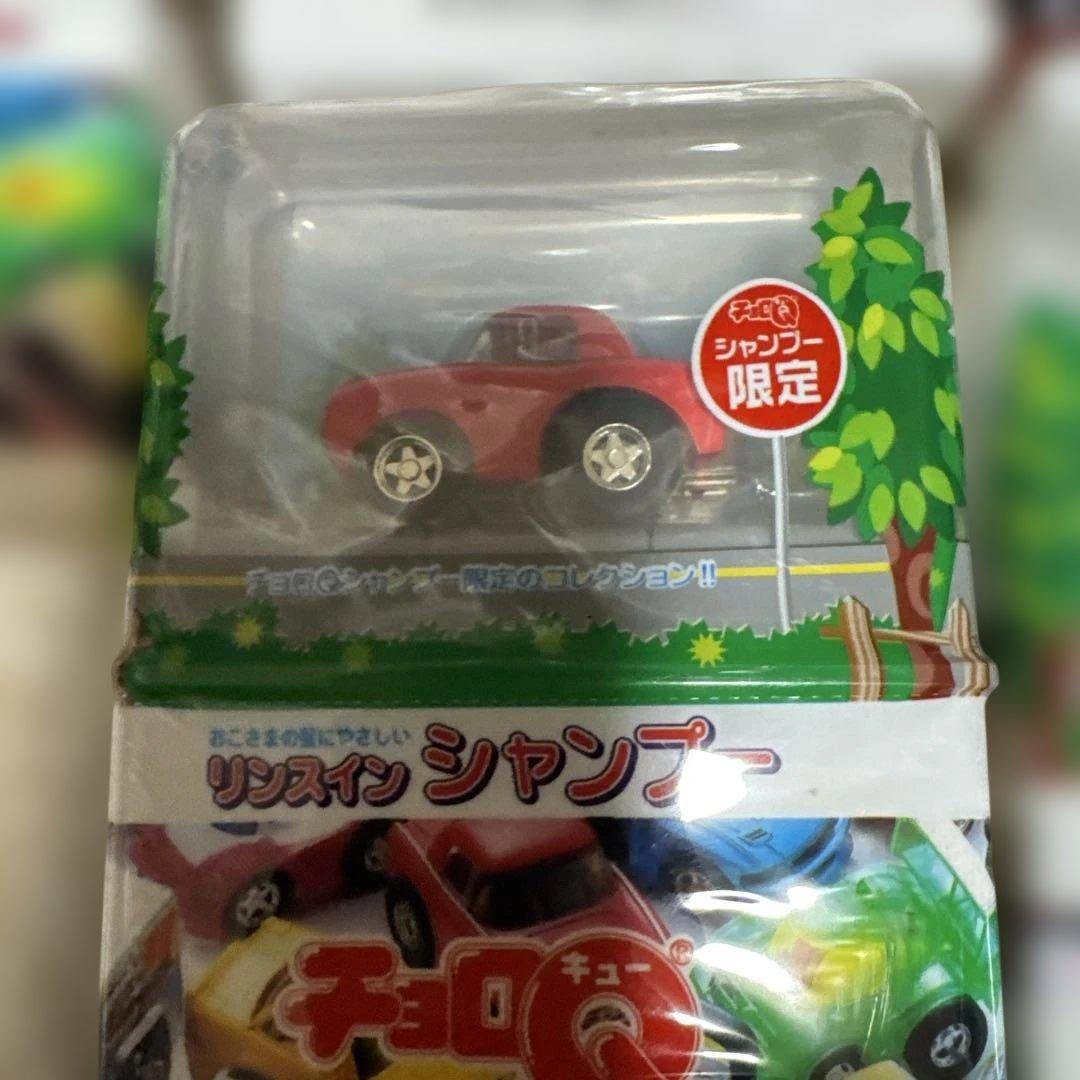 チョロQ
シャンプー
限定
チョロQシャンプー限定のコレクション!!
おこさまの髪にやさしい
リンスイン シャンプー
チョロQ®
キュー